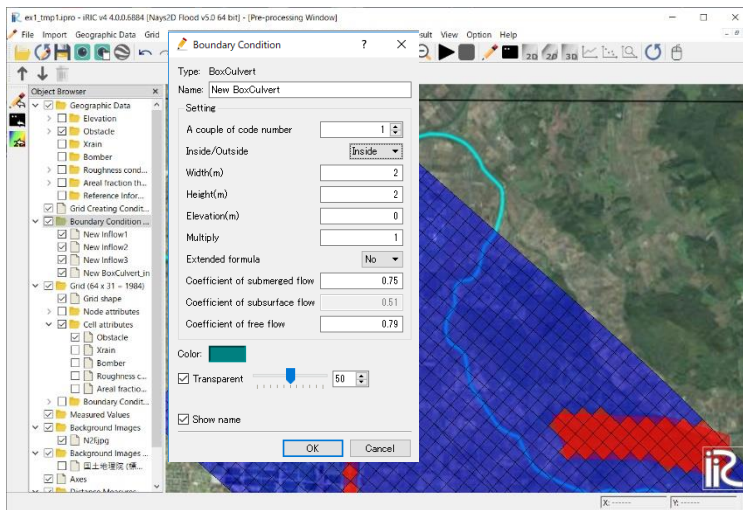 ex1_tmp1.ipro - iRIC v4.0.0.6884 [Nays2D Flood v5.0 64 bit] - [Pre-processing Window]
File Import Geographic Data Grid
View Option Help
Object Browser
Geographic Data
Elevation
Obstacle
Xrain
Bomber
Roughness cond...
Areal fraction th...
Reference Infor...
Grid Creating Condit...
Boundary Condition ...
New Inflow1
New Inflow2
New Inflow3
New BoxCulvert_in
Grid (64 x 31 = 1984)
Grid shape
Node attributes
Cell attributes
Obstacle
Xrain
Bomber
Roughness c...
Areal fractio...
Boundary Condit...
Measured Values
Background Images
N2f.jpg
Background Images ...
国土地理院 (標...
Axes
Distance Measures
Boundary Condition
Type: BoxCulvert
Name: New BoxCulvert
Setting
A couple of code number 1
Inside/Outside Inside
Width(m) 2
Height(m) 2
Elevation(m) 0
Multiply 1
Extended formula No
Coefficient of submerged flow 0.75
Coefficient of subsurface flow 0.51
Coefficient of free flow 0.79
Color:
Transparent 50
Show name
OK Cancel
iRIC
X: ------ Y: ------